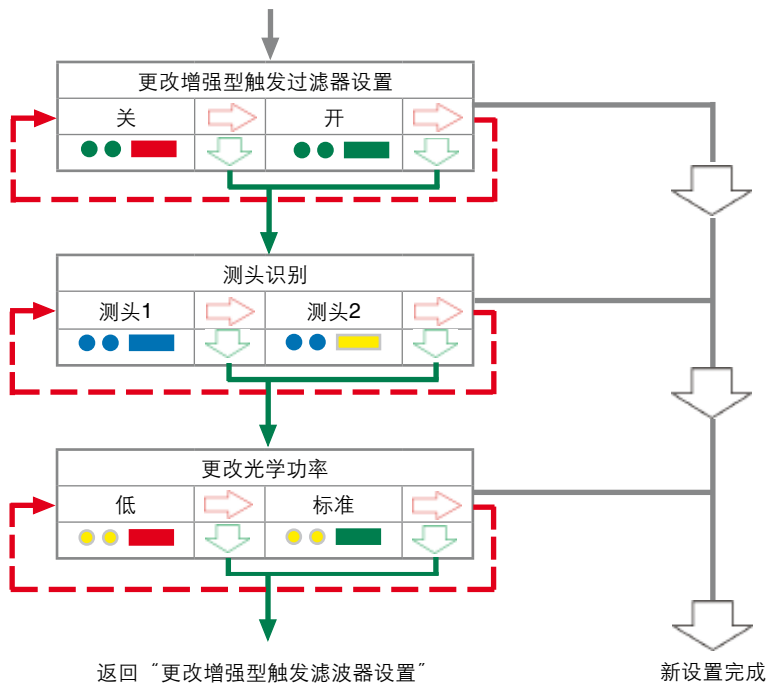 更改增强型触发过滤器设置
关 开
测头识别
测头1 测头2
更改光学功率
低 标准
返回“更改增强型触发滤波器设置” 新设置完成